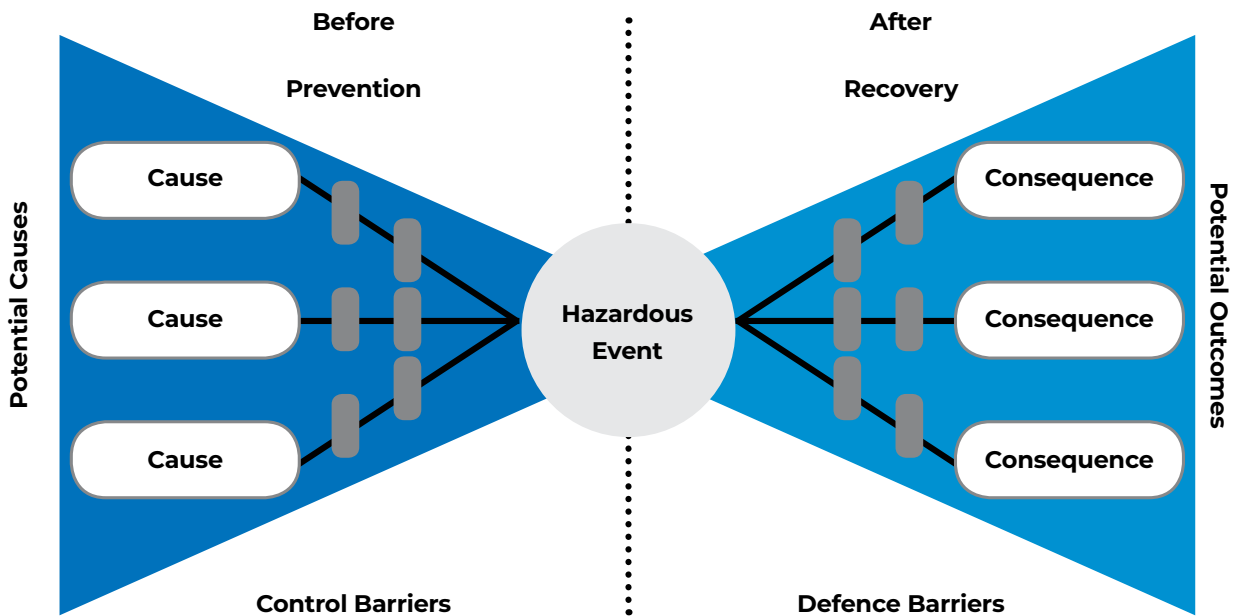 Before
After
Prevention
Recovery
Potential Causes
Cause
Cause
Cause
Hazardous
Event
Consequence
Consequence
Consequence
Potential Outcomes
Control Barriers
Defence Barriers